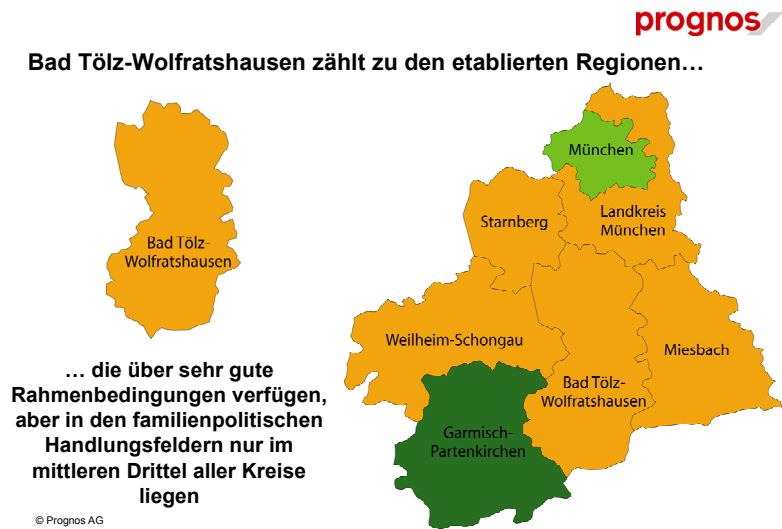 prognos
Bad Tölz-Wolfratshausen zählt zu den etablierten Regionen…
München
Landkreis
München
Starnberg
Bad Tölz-
Wolfratshausen
Weilheim-Schongau
Miesbach
Bad Tölz-
Wolfratshausen
Garmisch-
Partenkirchen
… die über sehr gute
Rahmenbedingungen verfügen,
aber in den familienpolitischen
Handlungsfeldern nur im
mittleren Drittel aller Kreise
liegen
© Prognos AG